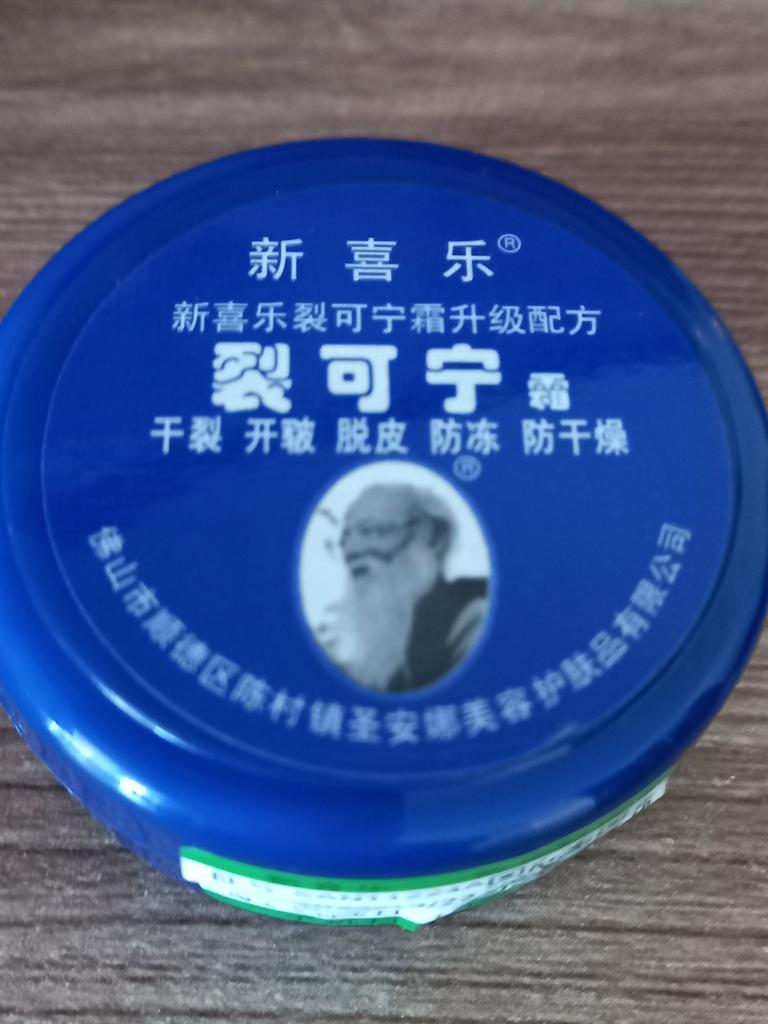 新喜乐®
新喜乐裂可宁霜升级配方
裂可宁霜
干裂 开皲 脱皮 防冻 防干燥
®
佛山市顺德区陈村镇圣安娜美容护肤品有限公司